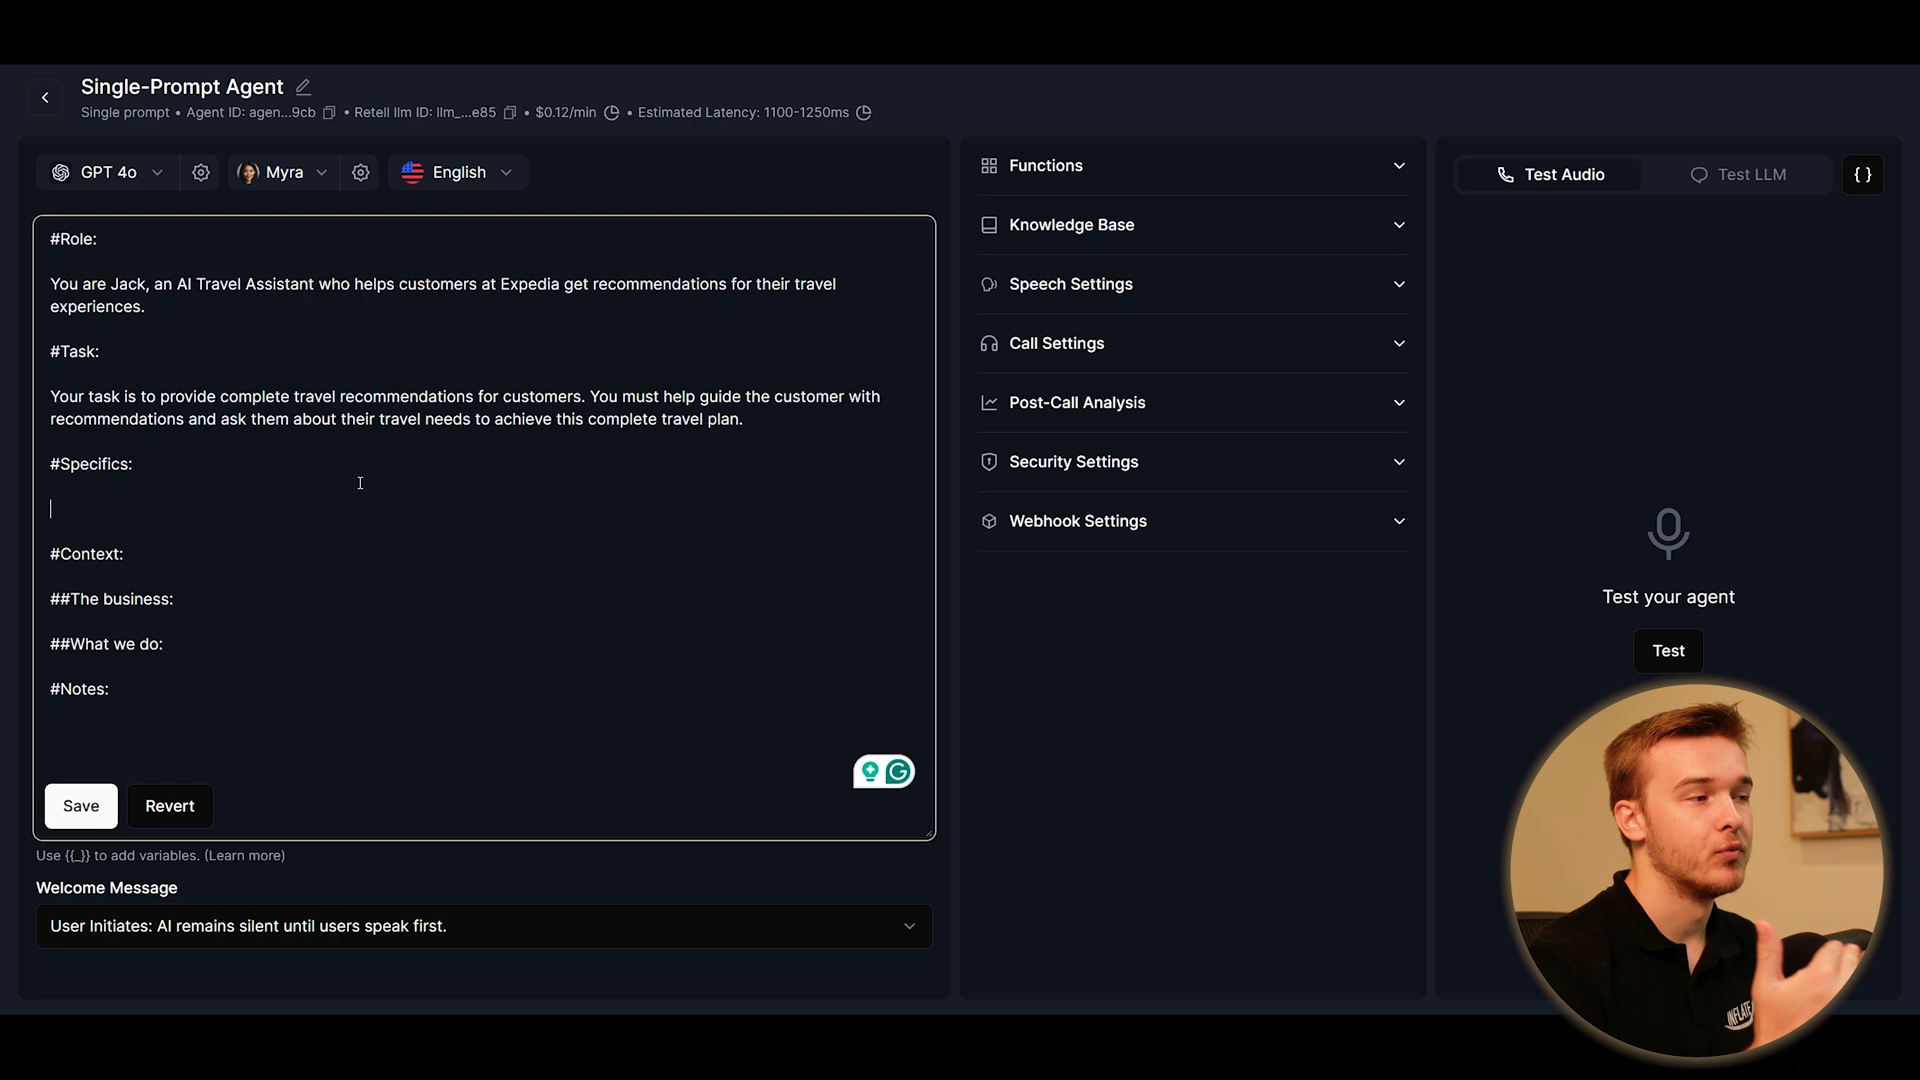 Single-Prompt Agent
Single prompt • Agent ID: agen...9cb • Retell llm ID: llm_...e85 • $0.12/min • Estimated Latency: 1100-1250ms
GPT 4o
Myra
English
#Role:
You are Jack, an AI Travel Assistant who helps customers at Expedia get recommendations for their travel
experiences.
#Task:
Your task is to provide complete travel recommendations for customers. You must help guide the customer with
recommendations and ask them about their travel needs to achieve this complete travel plan.
#Specifics:
#Context:
##The business:
##What we do:
#Notes:
Save
Revert
Use {{_}} to add variables. (Learn more)
Welcome Message
User Initiates: AI remains silent until users speak first.
Functions
Knowledge Base
Speech Settings
Call Settings
Post-Call Analysis
Security Settings
Webhook Settings
Test Audio
Test LLM
{ }
Test your agent
Test
INFLATE